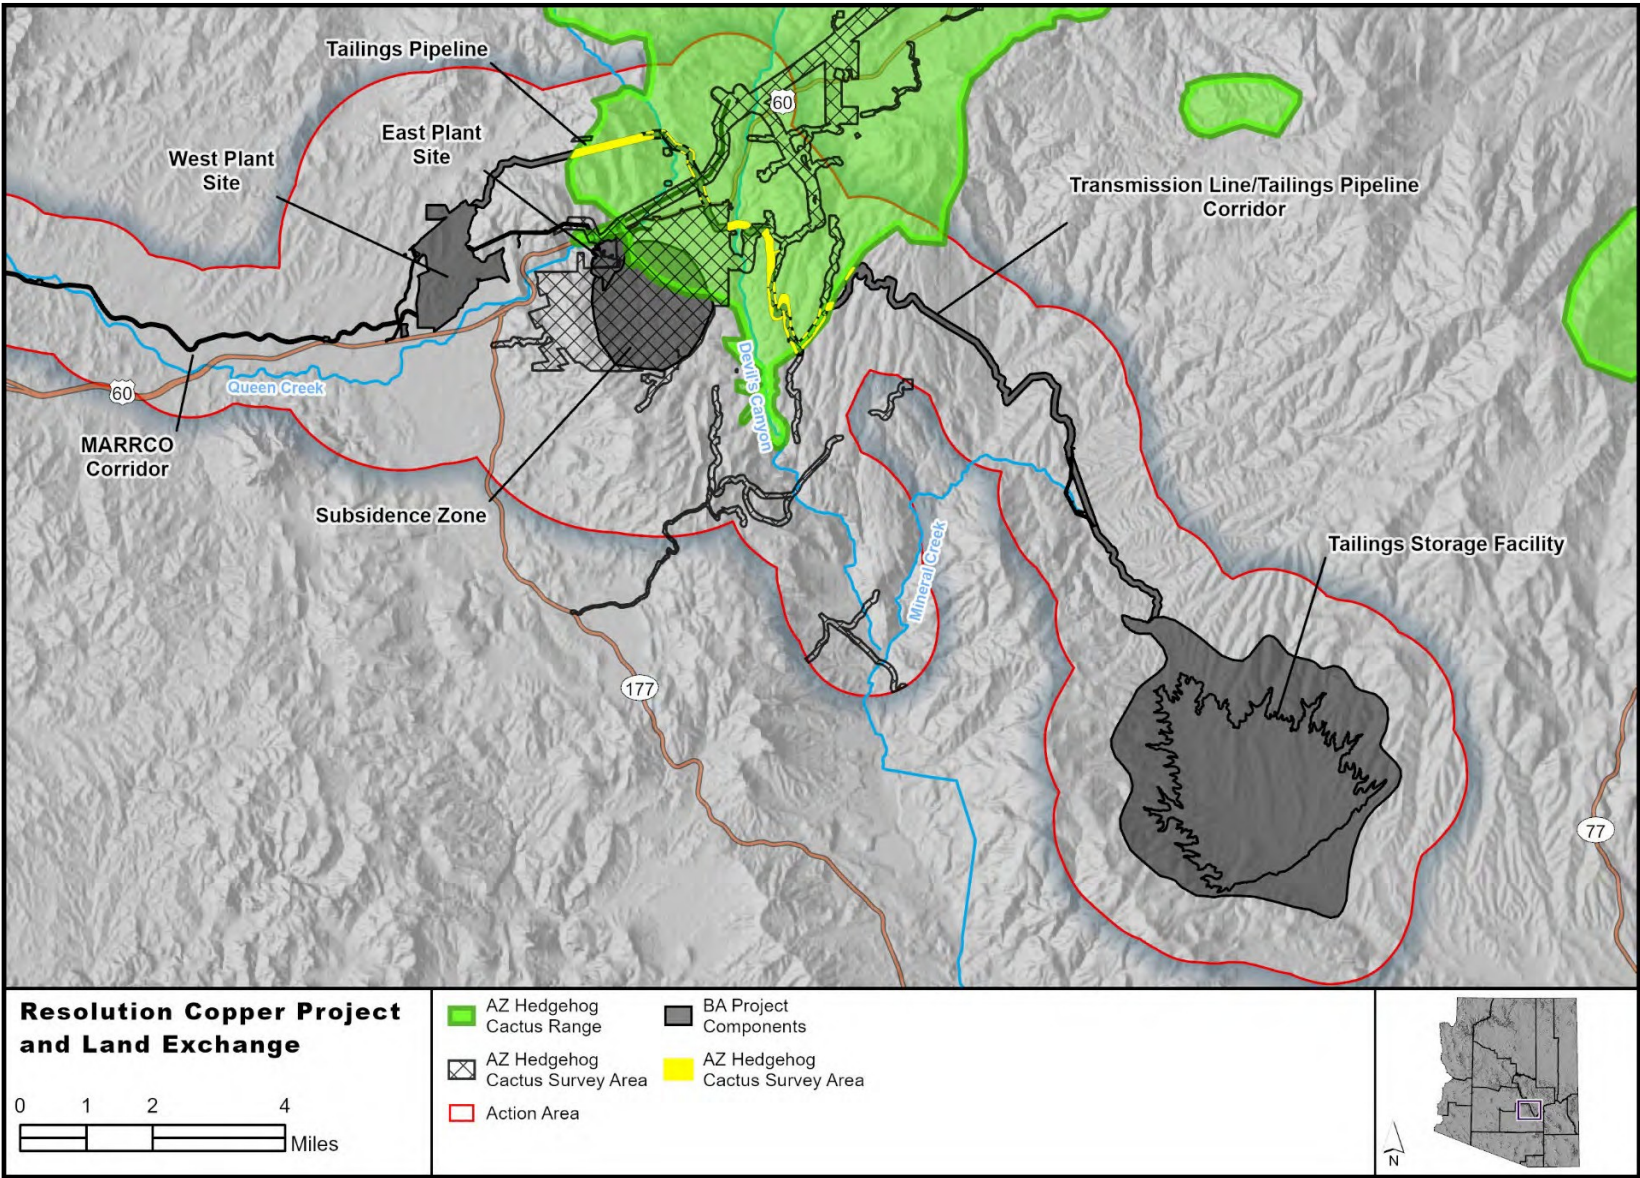 Tailings Pipeline
60
East Plant
Site
West Plant
Site
Transmission Line/Tailings Pipeline
Corridor
Devil's Canyon
Queen Creek
60
MARRCO
Corridor
Subsidence Zone
Mineral Creek
Tailings Storage Facility
177
77
Resolution Copper Project
and Land Exchange
0 1 2 4
Miles
AZ Hedgehog
Cactus Range
BA Project
Components
AZ Hedgehog
Cactus Survey Area
AZ Hedgehog
Cactus Survey Area
Action Area
N